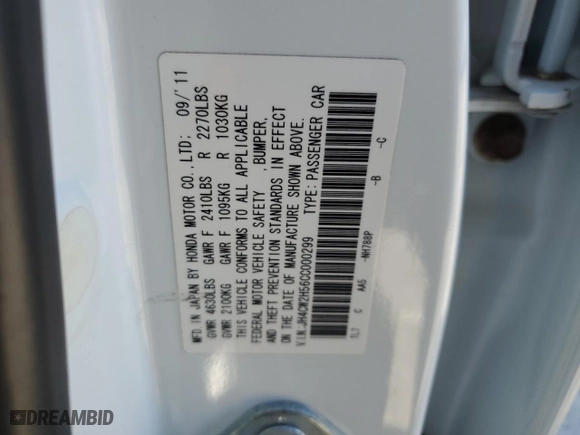 MFD IN JAPAN BY HONDA MOTOR CO., LTD: 09/'11
GVWR 4630LBS GAWR F 2410LBS R 2270LBS
GVWR 2100KG GAWR F 1095KG R 1030KG
THIS VEHICLE CONFORMS TO ALL APPLICABLE
FEDERAL MOTOR VEHICLE SAFETY , BUMPER,
AND THEFT PREVENTION STANDARDS IN EFFECT
ON THE DATE OF MANUFACTURE SHOWN ABOVE.
V.I.N:JH4CW2H56CC000299 TYPE:PASSENGER CAR
TL7 C AA6 -NH788P -B -C
DREAMBID